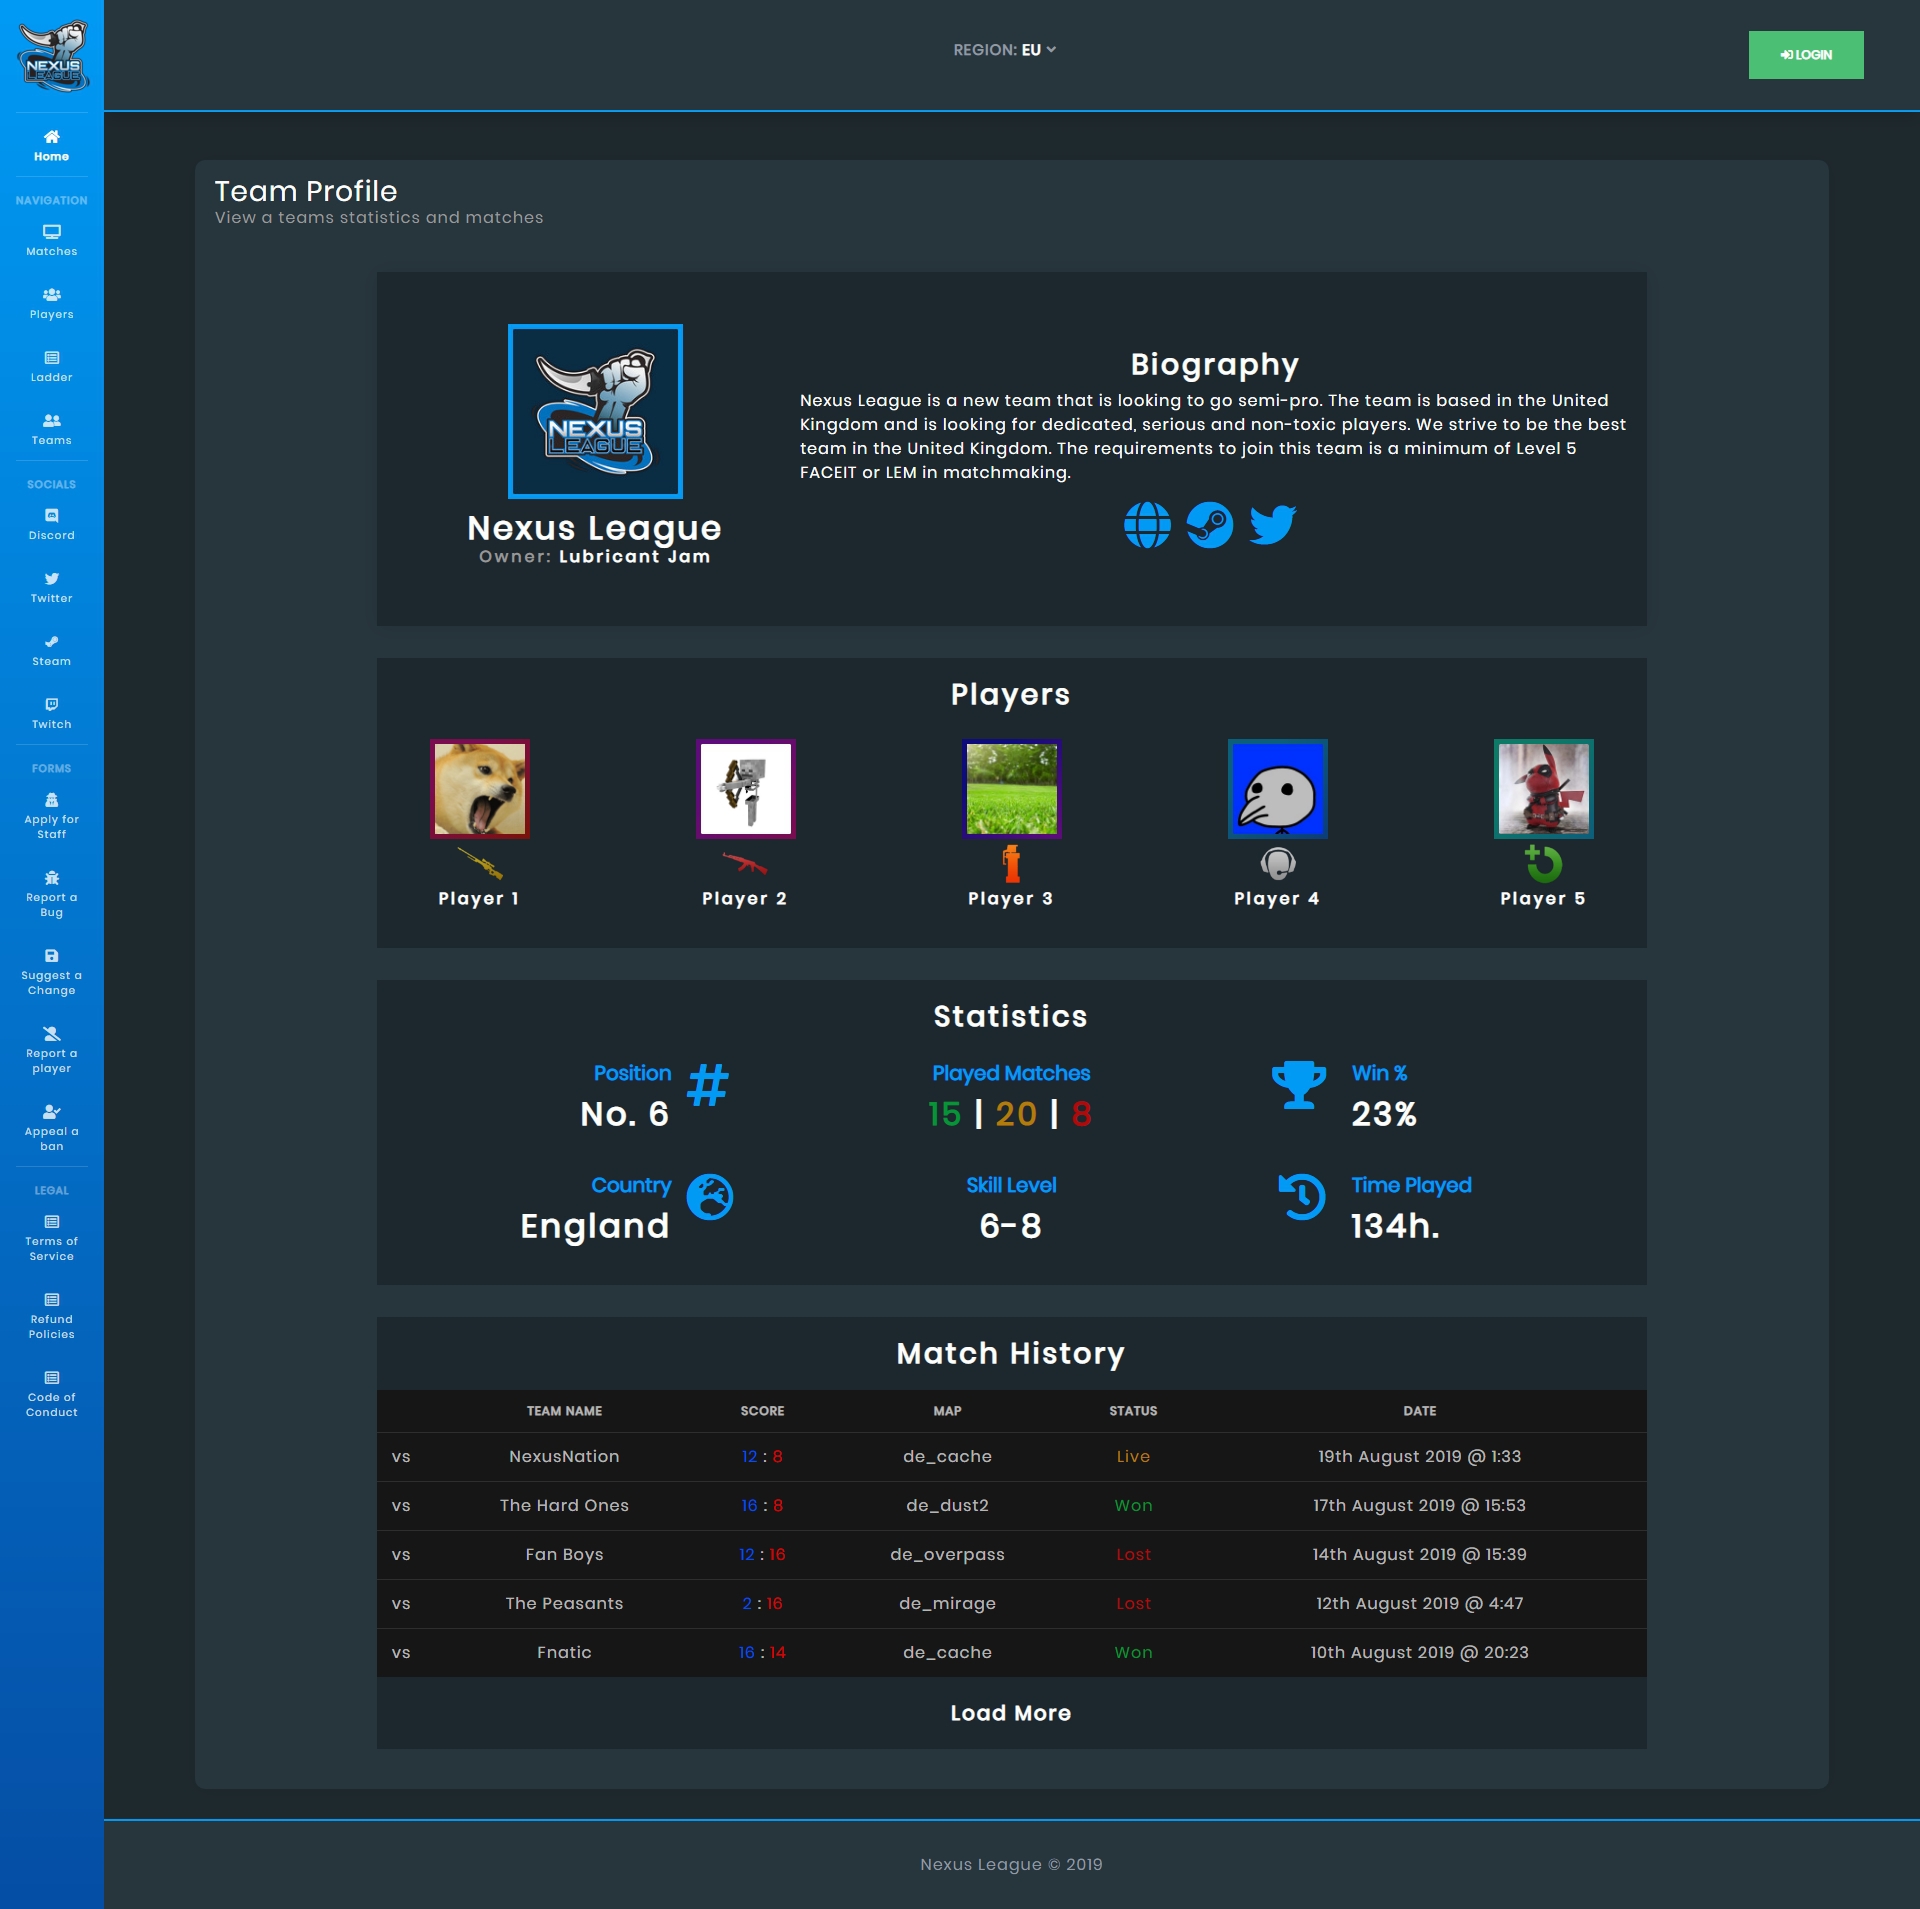 NEXUS
LEAGUE
Home
NAVIGATION
Matches
Players
Ladder
Teams
SOCIALS
Discord
Twitter
Steam
Twitch
FORMS
Apply for
Staff
Report a
Bug
Suggest a
Change
Report a
player
Appeal a
ban
LEGAL
Terms of
Service
Refund
Policies
Code of
Conduct
REGION: EU
LOGIN
Team Profile
View a teams statistics and matches
NEXUS
LEAGUE
Nexus League
Owner: Lubricant Jam
Biography
Nexus League is a new team that is looking to go semi-pro. The team is based in the United
Kingdom and is looking for dedicated, serious and non-toxic players. We strive to be the best
team in the United Kingdom. The requirements to join this team is a minimum of Level 5
FACEIT or LEM in matchmaking.
Players
Player 1
Player 2
Player 3
Player 4
Player 5
Statistics
Position #
No. 6
Played Matches
15 | 20 | 8
Win %
23%
Country
England
Skill Level
6-8
Time Played
134h.
Match History
TEAM NAME SCORE MAP STATUS DATE
vs NexusNation 12 : 8 de_cache Live 19th August 2019 @ 1:33
vs The Hard Ones 16 : 8 de_dust2 Won 17th August 2019 @ 15:53
vs Fan Boys 12 : 16 de_overpass Lost 14th August 2019 @ 15:39
vs The Peasants 2 : 16 de_mirage Lost 12th August 2019 @ 4:47
vs Fnatic 16 : 14 de_cache Won 10th August 2019 @ 20:23
Load More
Nexus League © 2019